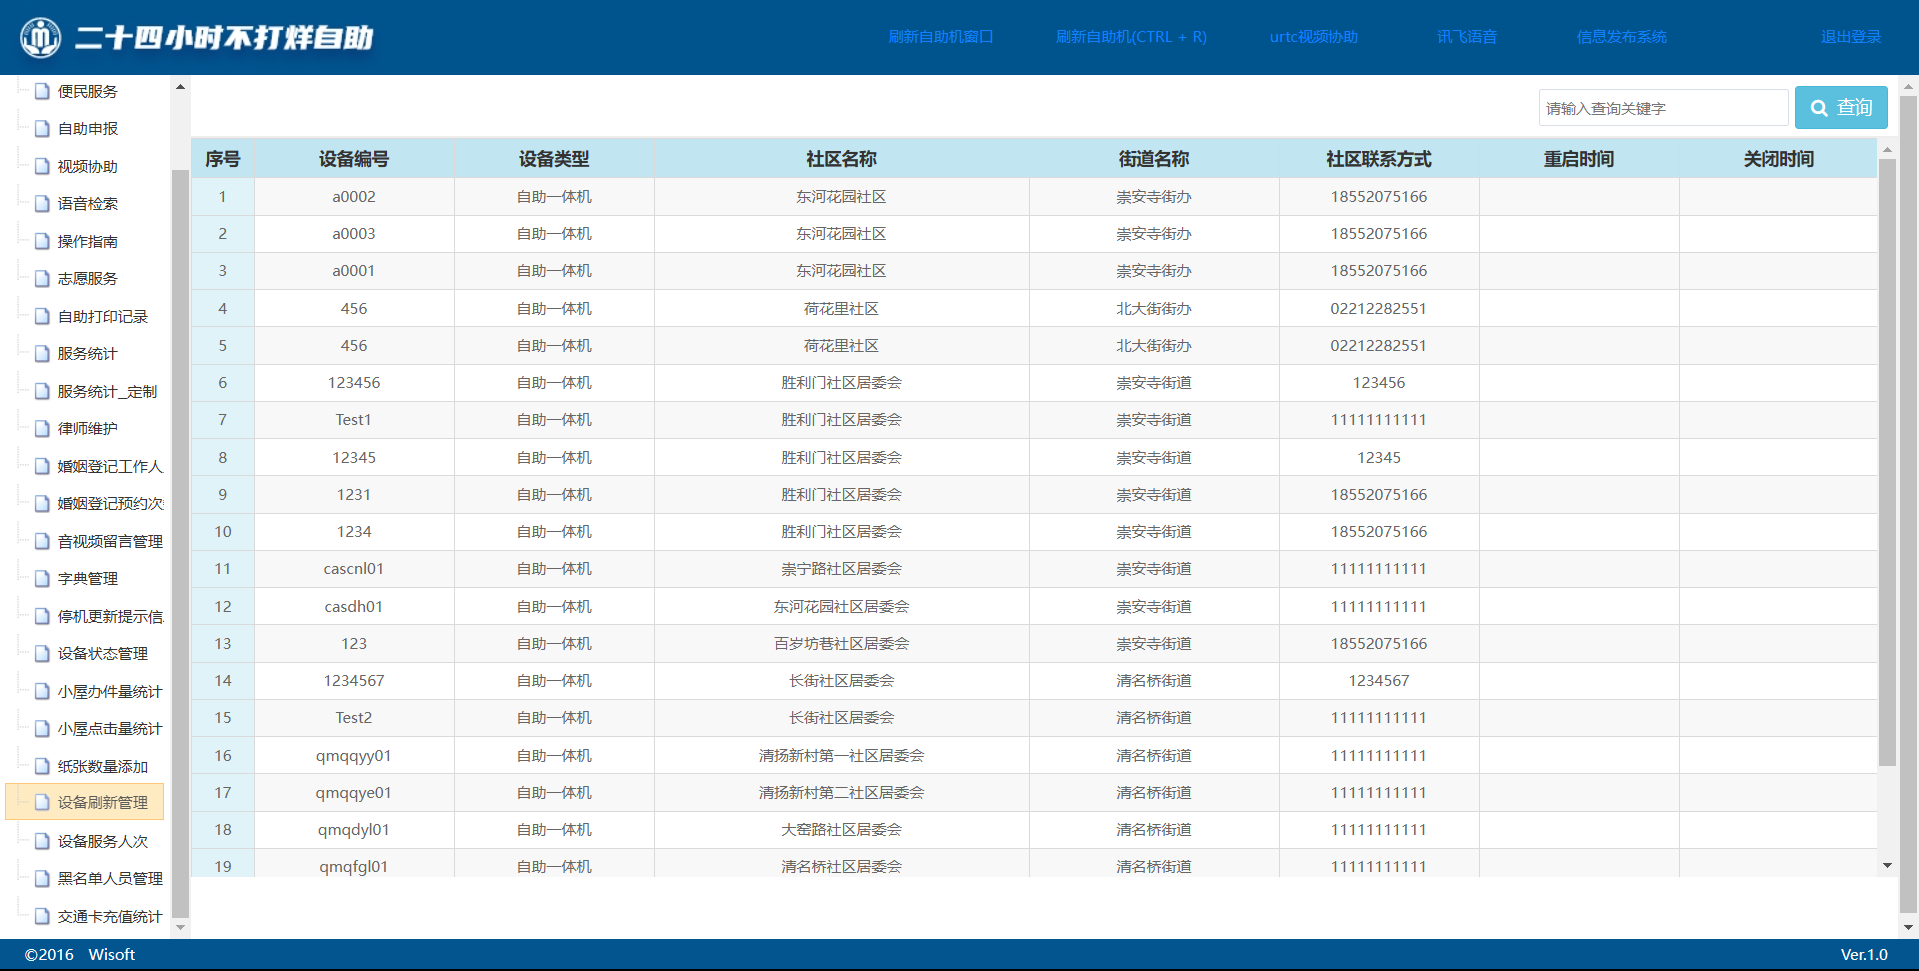 二十四小时不打烊自助
刷新自助机窗口 刷新自助机(CTRL + R) urtc视频协助 讯飞语音 信息发布系统 退出登录
便民服务
自助申报
视频协助
语音检索
操作指南
志愿服务
自助打印记录
服务统计
服务统计_定制
律师维护
婚姻登记工作人
婚姻登记预约次
音视频留言管理
字典管理
停机更新提示信
设备状态管理
小屋办件量统计
小屋点击量统计
纸张数量添加
设备刷新管理
设备服务人次
黑名单人员管理
交通卡充值统计
请输入查询关键字 查询
序号 设备编号 设备类型 社区名称 街道名称 社区联系方式 重启时间 关闭时间
1 a0002 自助一体机 东河花园社区 崇安寺街办 18552075166
2 a0003 自助一体机 东河花园社区 崇安寺街办 18552075166
3 a0001 自助一体机 东河花园社区 崇安寺街办 18552075166
4 456 自助一体机 荷花里社区 北大街街办 02212282551
5 456 自助一体机 荷花里社区 北大街街办 02212282551
6 123456 自助一体机 胜利门社区居委会 崇安寺街道 123456
7 Test1 自助一体机 胜利门社区居委会 崇安寺街道 11111111111
8 12345 自助一体机 胜利门社区居委会 崇安寺街道 12345
9 1231 自助一体机 胜利门社区居委会 崇安寺街道 18552075166
10 1234 自助一体机 胜利门社区居委会 崇安寺街道 18552075166
11 cascnl01 自助一体机 崇宁路社区居委会 崇安寺街道 11111111111
12 casdh01 自助一体机 东河花园社区居委会 崇安寺街道 11111111111
13 123 自助一体机 百岁坊巷社区居委会 崇安寺街道 18552075166
14 1234567 自助一体机 长街社区居委会 清名桥街道 1234567
15 Test2 自助一体机 长街社区居委会 清名桥街道 11111111111
16 qmqqyy01 自助一体机 清扬新村第一社区居委会 清名桥街道 11111111111
17 qmqqye01 自助一体机 清扬新村第二社区居委会 清名桥街道 11111111111
18 qmqdyl01 自助一体机 大窑路社区居委会 清名桥街道 11111111111
19 qmqfgl01 自助一体机 清名桥社区居委会 清名桥街道 11111111111
©2016 Wisoft Ver.1.0